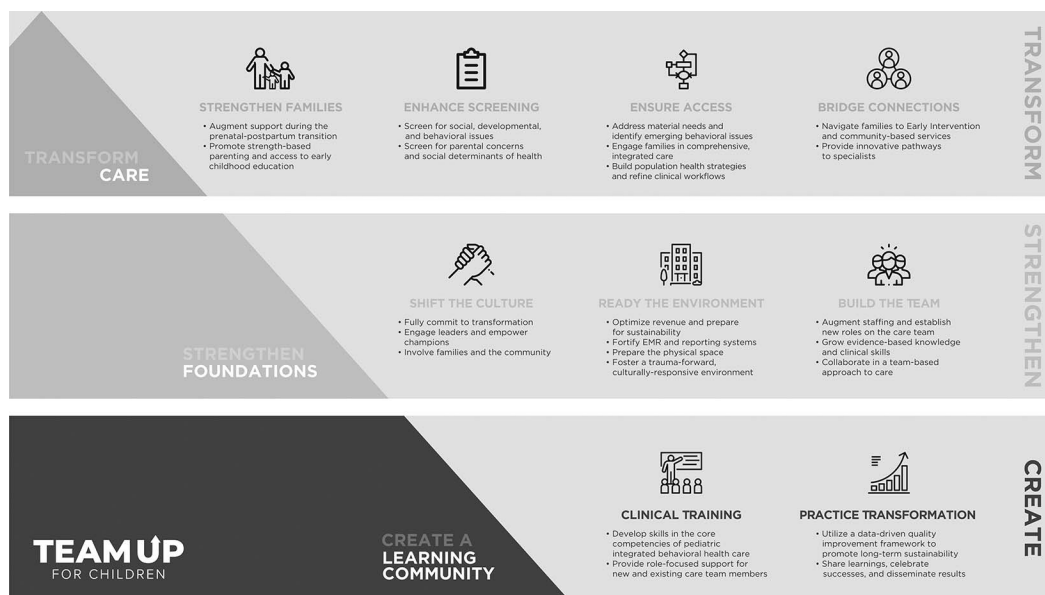 TRANSFORM
CARE
STRENGTHEN FAMILIES
• Augment support during the
prenatal-postpartum transition
• Promote strength-based
parenting and access to early
childhood education
ENHANCE SCREENING
• Screen for social, developmental,
and behavioral issues
• Screen for parental concerns
and social determinants of health
ENSURE ACCESS
• Address material needs and
identify emerging behavioral issues
• Engage families in comprehensive,
integrated care
• Build population health strategies
and refine clinical workflows
BRIDGE CONNECTIONS
• Navigate families to Early Intervention
and community-based services
• Provide innovative pathways
to specialists
TRANSFORM
STRENGTHEN
FOUNDATIONS
SHIFT THE CULTURE
• Fully commit to transformation
• Engage leaders and empower
champions
• Involve families and the community
READY THE ENVIRONMENT
• Optimize revenue and prepare
for sustainability
• Fortify EMR and reporting systems
• Prepare the physical space
• Foster a trauma-forward,
culturally-responsive environment
BUILD THE TEAM
• Augment staffing and establish
new roles on the care team
• Grow evidence-based knowledge
and clinical skills
• Collaborate in a team-based
approach to care
STRENGTHEN
TEAM UP
FOR CHILDREN
CREATE A
LEARNING
COMMUNITY
CLINICAL TRAINING
• Develop skills in the core
competencies of pediatric
integrated behavioral health care
• Provide role-focused support for
new and existing care team members
PRACTICE TRANSFORMATION
• Utilize a data-driven quality
improvement framework to
promote long-term sustainability
• Share learnings, celebrate
successes, and disseminate results
CREATE